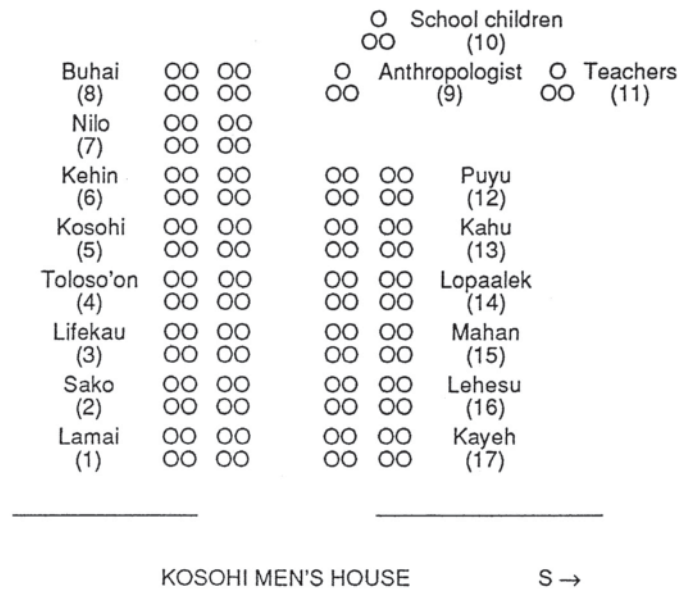 School children
(10)
Buhai Anthropologist Teachers
(8) (9) (11)
Nilo
(7)
Kehin Puyu
(6) (12)
Kosohi Kahu
(5) (13)
Toloso'on Lopaalek
(4) (14)
Lifekau Mahan
(3) (15)
Sako Lehesu
(2) (16)
Lamai Kayeh
(1) (17)
KOSOHI MEN'S HOUSE S →